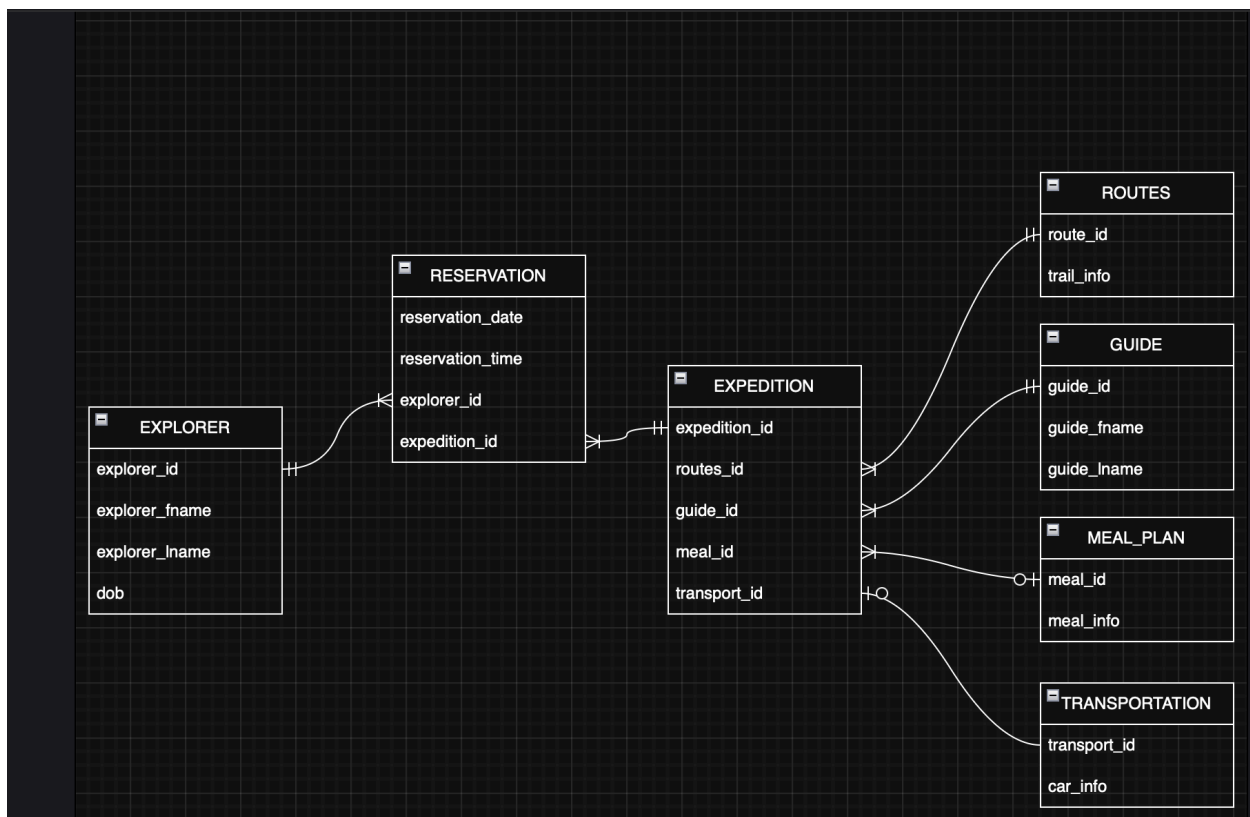 EXPLORER
explorer_id
explorer_fname
explorer_lname
dob
RESERVATION
reservation_date
reservation_time
explorer_id
expedition_id
EXPEDITION
expedition_id
routes_id
guide_id
meal_id
transport_id
ROUTES
route_id
trail_info
GUIDE
guide_id
guide_fname
guide_lname
MEAL_PLAN
meal_id
meal_info
TRANSPORTATION
transport_id
car_info